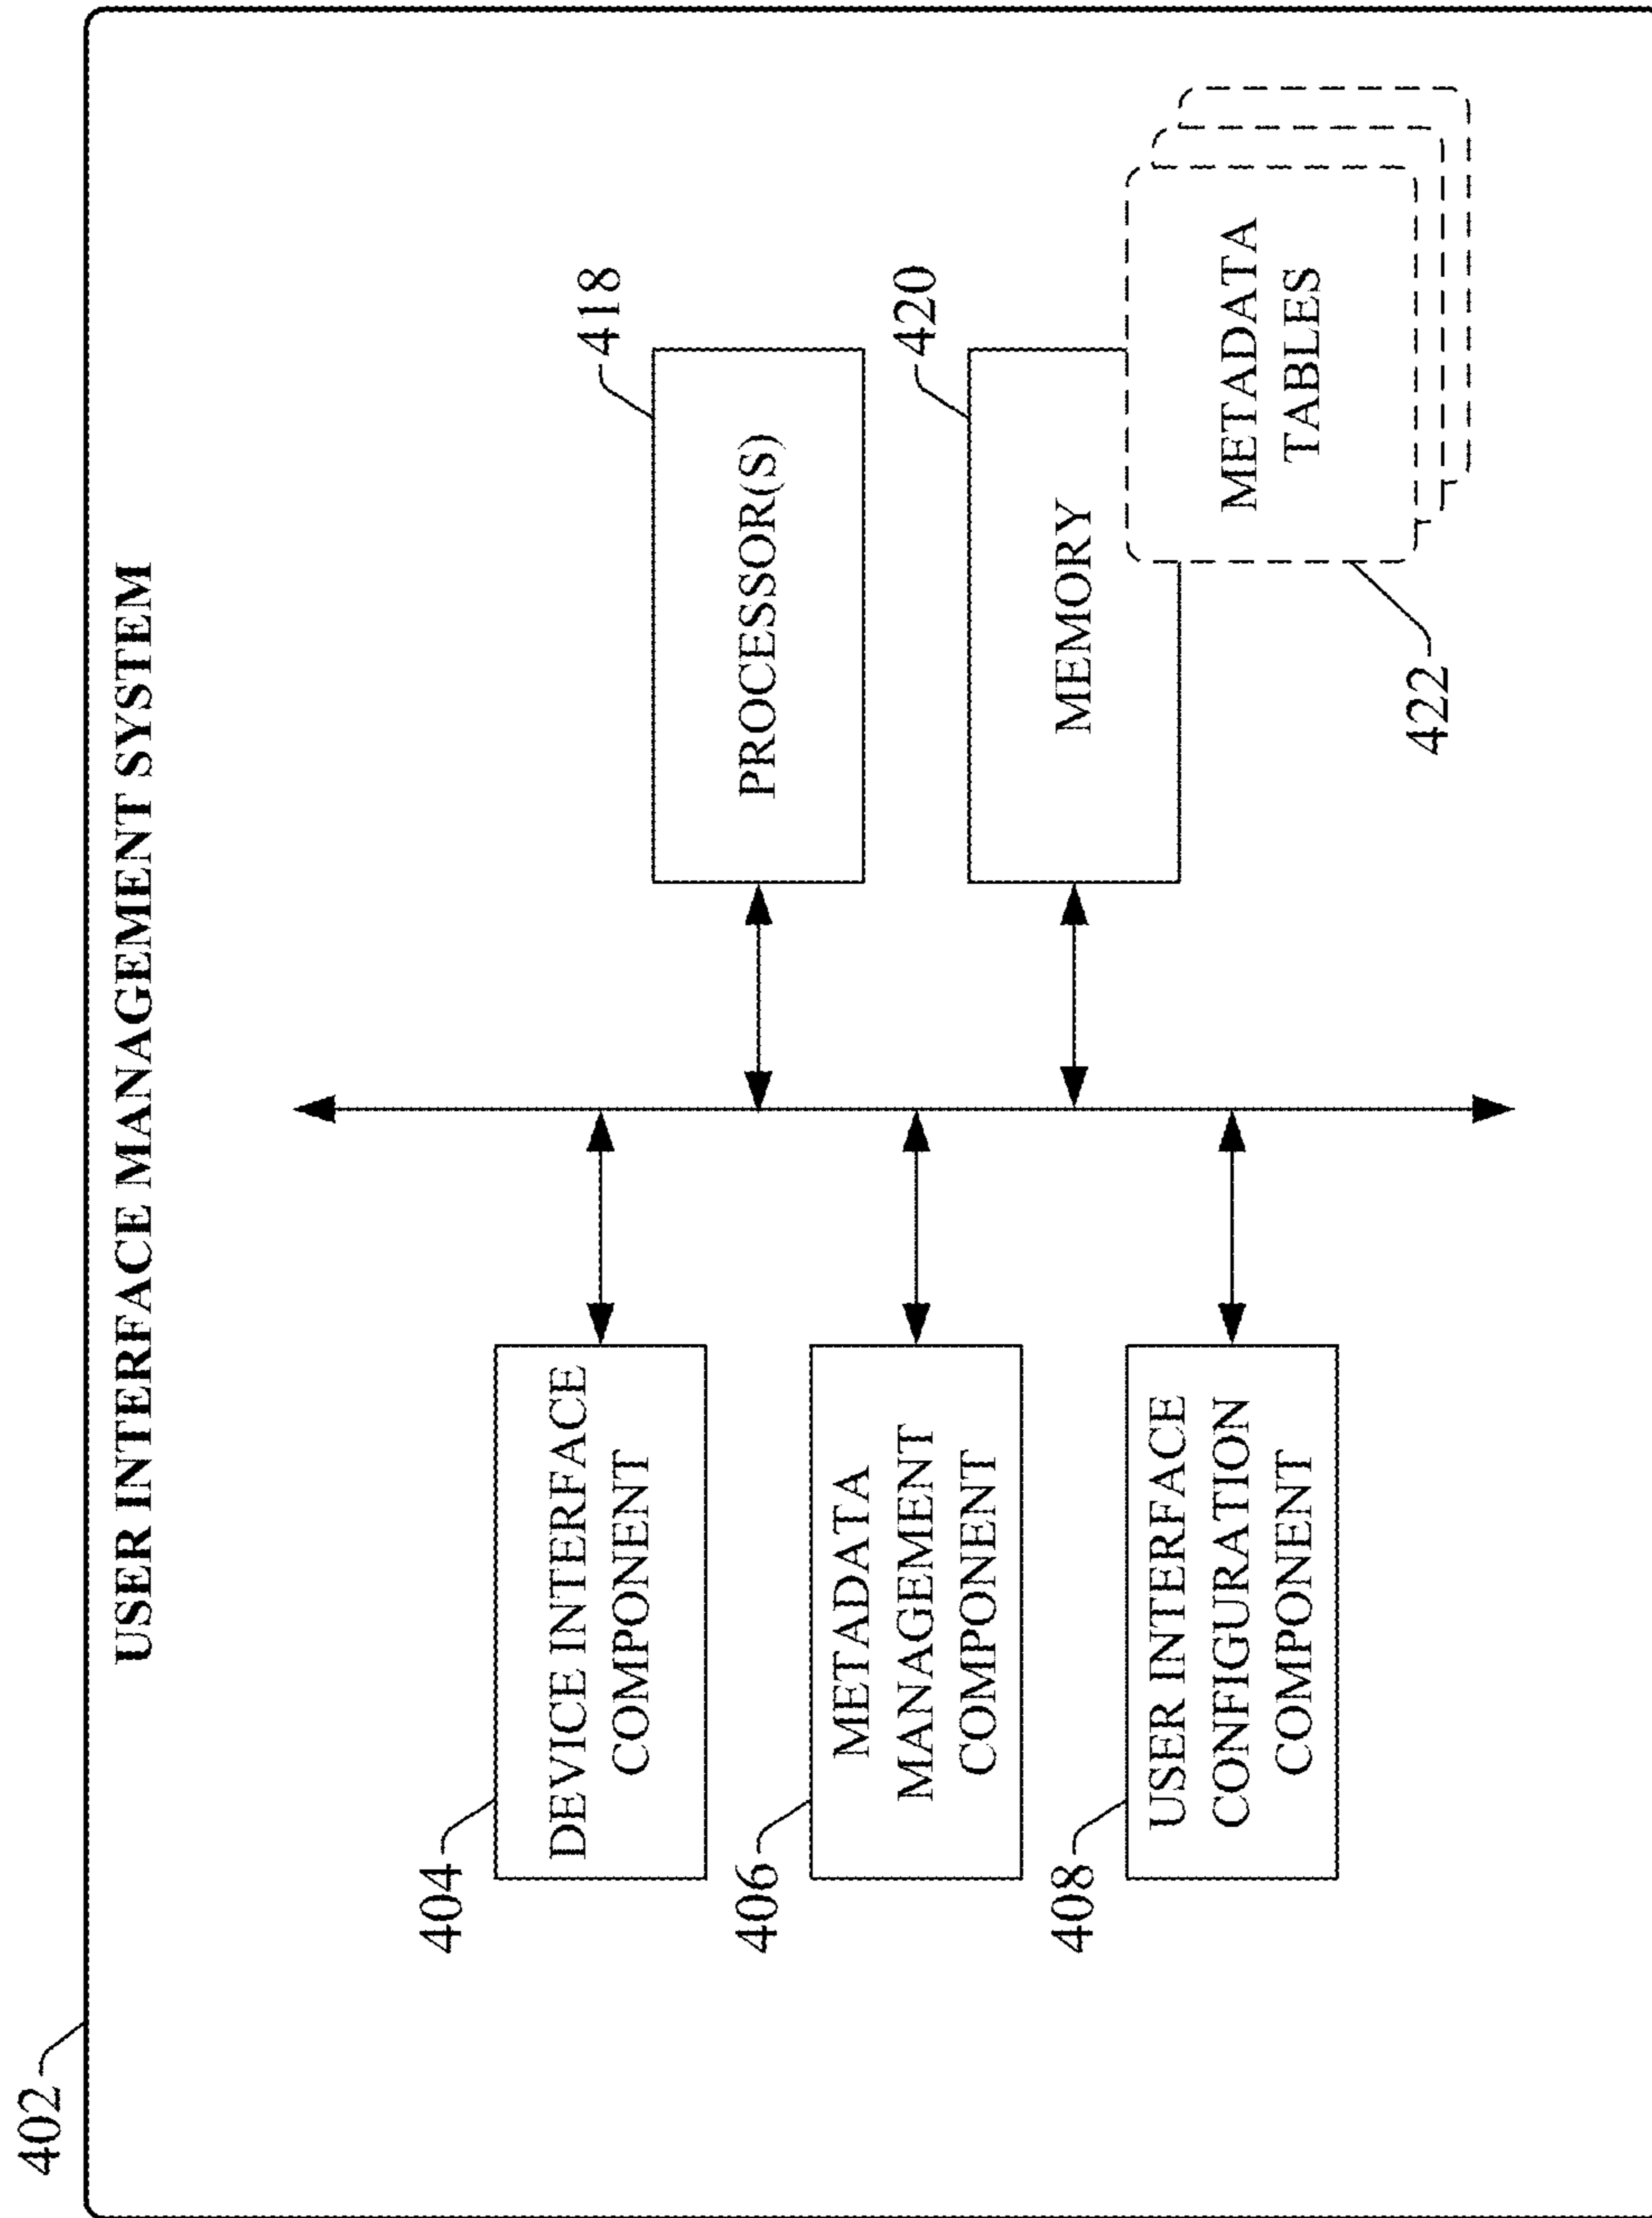 402
USER INTERFACE MANAGEMENT SYSTEM
404
DEVICE INTERFACE
COMPONENT
406
METADATA
MANAGEMENT
COMPONENT
408
USER INTERFACE
CONFIGURATION
COMPONENT
418
PROCESSOR(S)
420
MEMORY
METADATA
TABLES
422